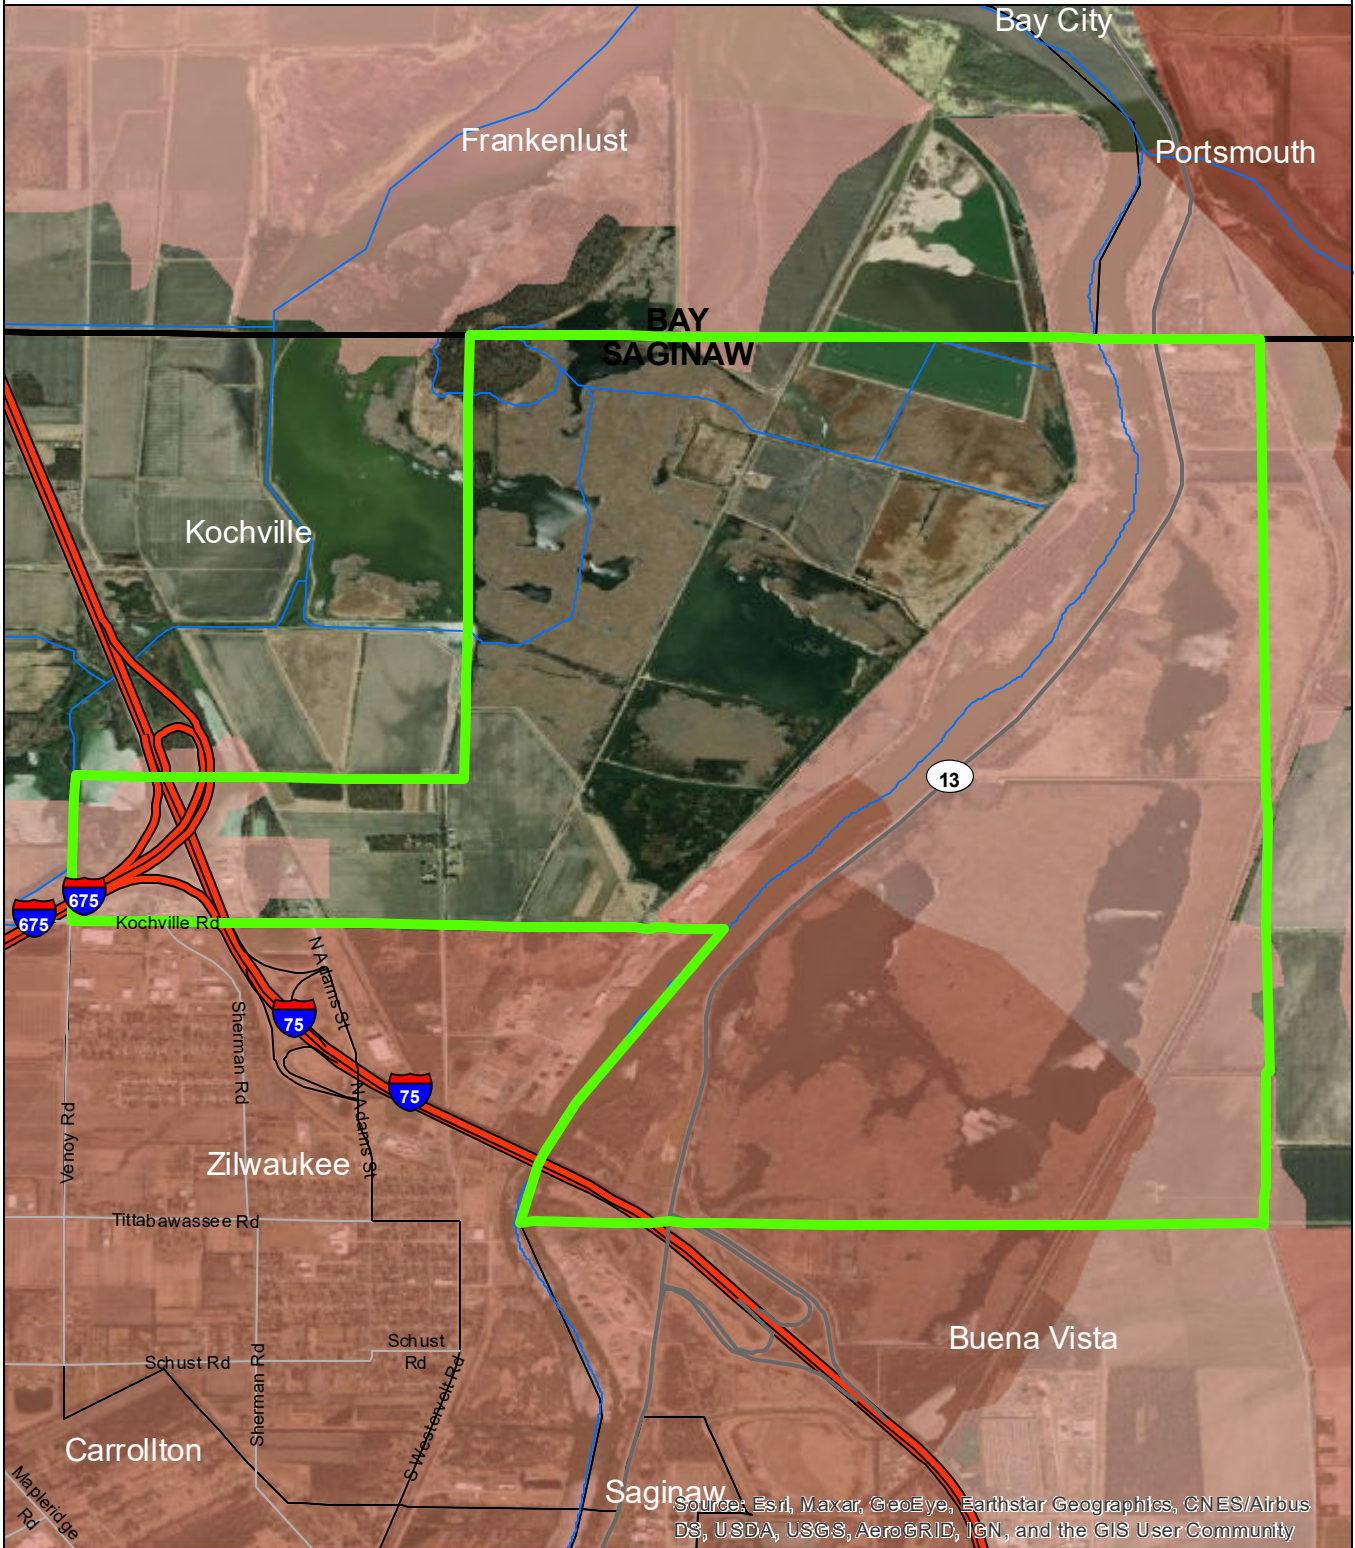 Bay City
Frankenlust
Portsmouth
BAY
SAGINAW
Kochville
13
675
675
Kochville Rd
N Adams St
75
Sherman Rd
75
N Adams St
Venoy Rd
Zilwaukee
Tittabawassee Rd
Schust
Rd
Schust Rd
Buena Vista
Sherman Rd
S Westervelt Rd
Carrollton
Mapleridge
Rd
Saginaw
Source: Esri, Maxar, GeoEye, Earthstar Geographics, CNES/Airbus
DS, USDA, USGS, AeroGRID, IGN, and the GIS User Community